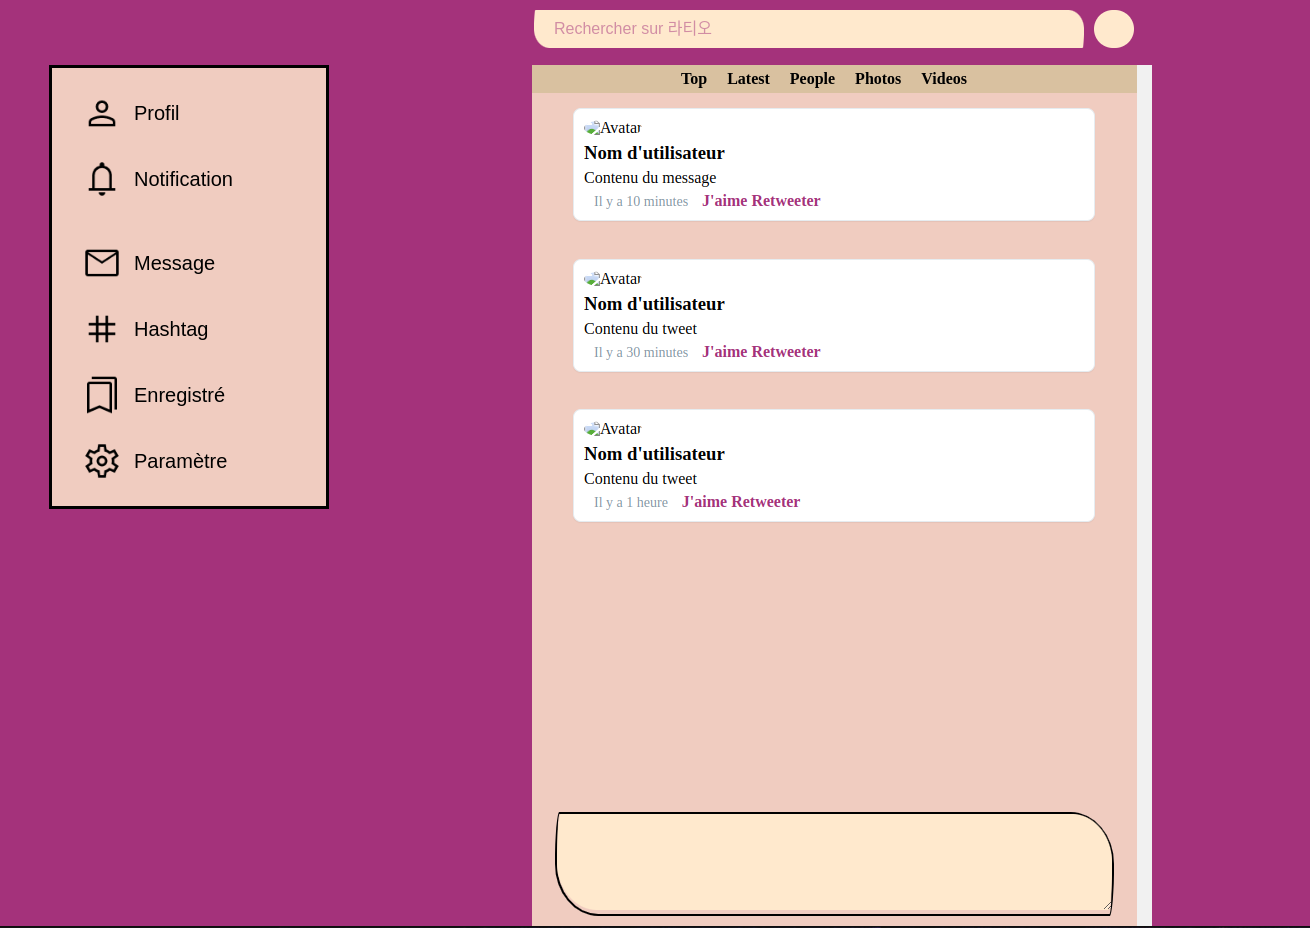 Rechercher sur 라티오
Profil
Notification
Message
Hashtag
Enregistré
Paramètre
Top Latest People Photos Videos
Avatar
Nom d'utilisateur
Contenu du message
Il y a 10 minutes J'aime Retweeter
Avatar
Nom d'utilisateur
Contenu du tweet
Il y a 30 minutes J'aime Retweeter
Avatar
Nom d'utilisateur
Contenu du tweet
Il y a 1 heure J'aime Retweeter